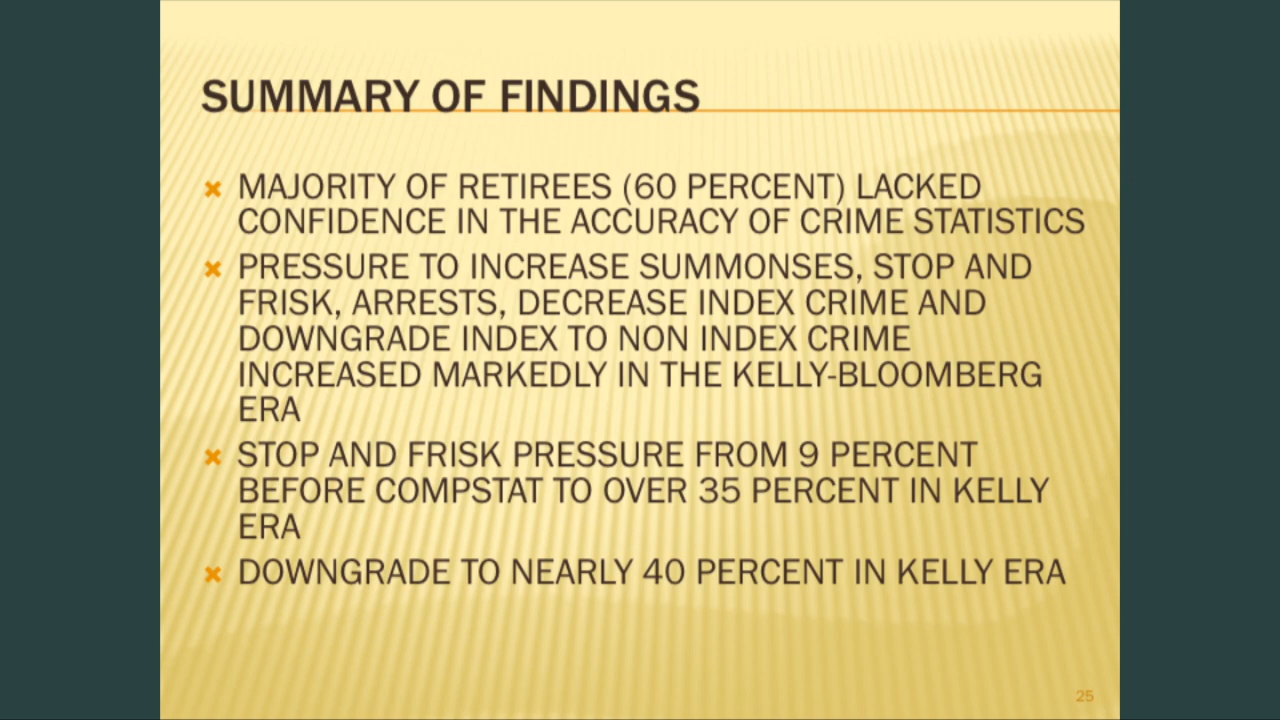 SUMMARY OF FINDINGS
MAJORITY OF RETIREES (60 PERCENT) LACKED
CONFIDENCE IN THE ACCURACY OF CRIME STATISTICS
PRESSURE TO INCREASE SUMMONSES, STOP AND
FRISK, ARRESTS, DECREASE INDEX CRIME AND
DOWNGRADE INDEX TO NON INDEX CRIME
INCREASED MARKEDLY IN THE KELLY-BLOOMBERG
ERA
STOP AND FRISK PRESSURE FROM 9 PERCENT
BEFORE COMPSTAT TO OVER 35 PERCENT IN KELLY
ERA
DOWNGRADE TO NEARLY 40 PERCENT IN KELLY ERA
25